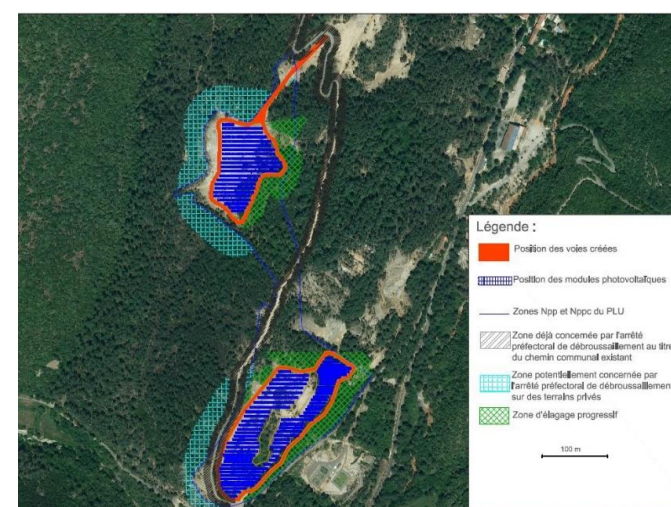 Légende :
Position des voies créées
Position des modules photovoltaïques
Zones Npp et Nppc du PLU
Zone déjà concernée par l'arrêté
préfectoral de débroussaillement au titre
du chemin communal existant
Zone potentiellement concernée par
l'arrêté préfectoral de débroussaillement
sur des terrains privés
Zone d'élagage progressif
100 m